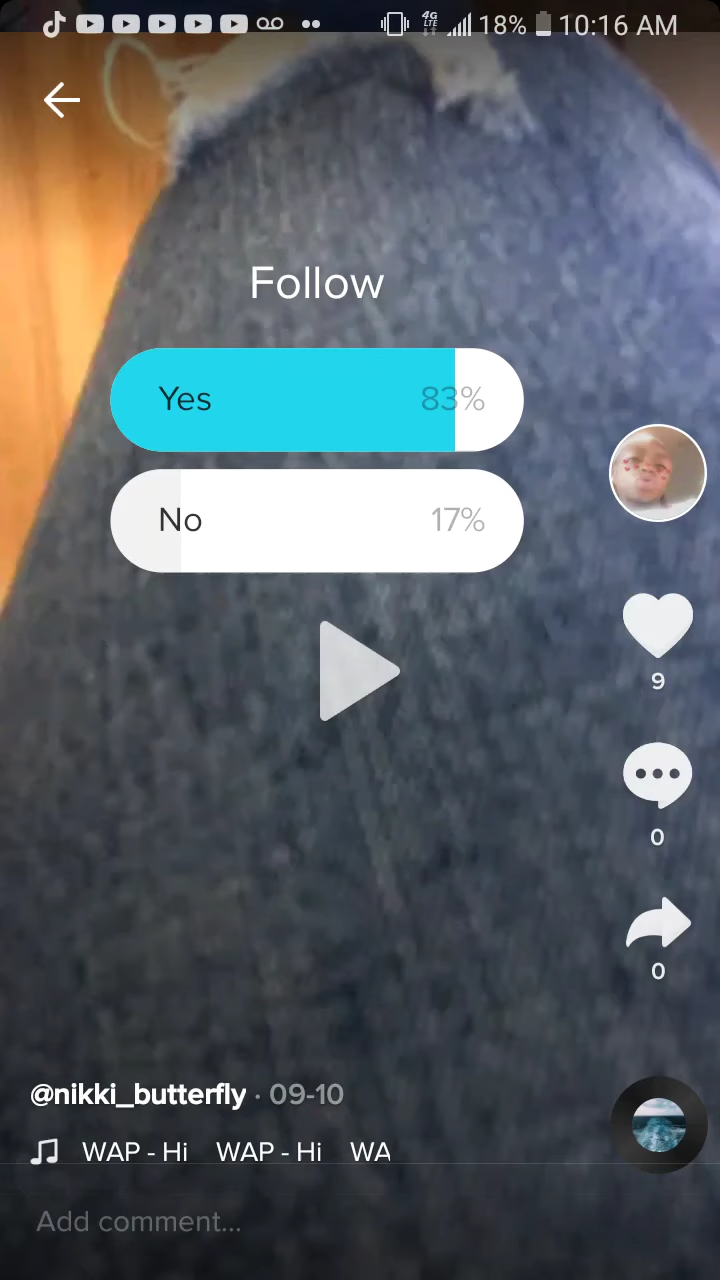 4G LTE 18% 10:16 AM
Follow
Yes 83%
No 17%
9
0
0
@nikki_butterfly · 09-10
WAP - Hi WAP - Hi WA
Add comment...